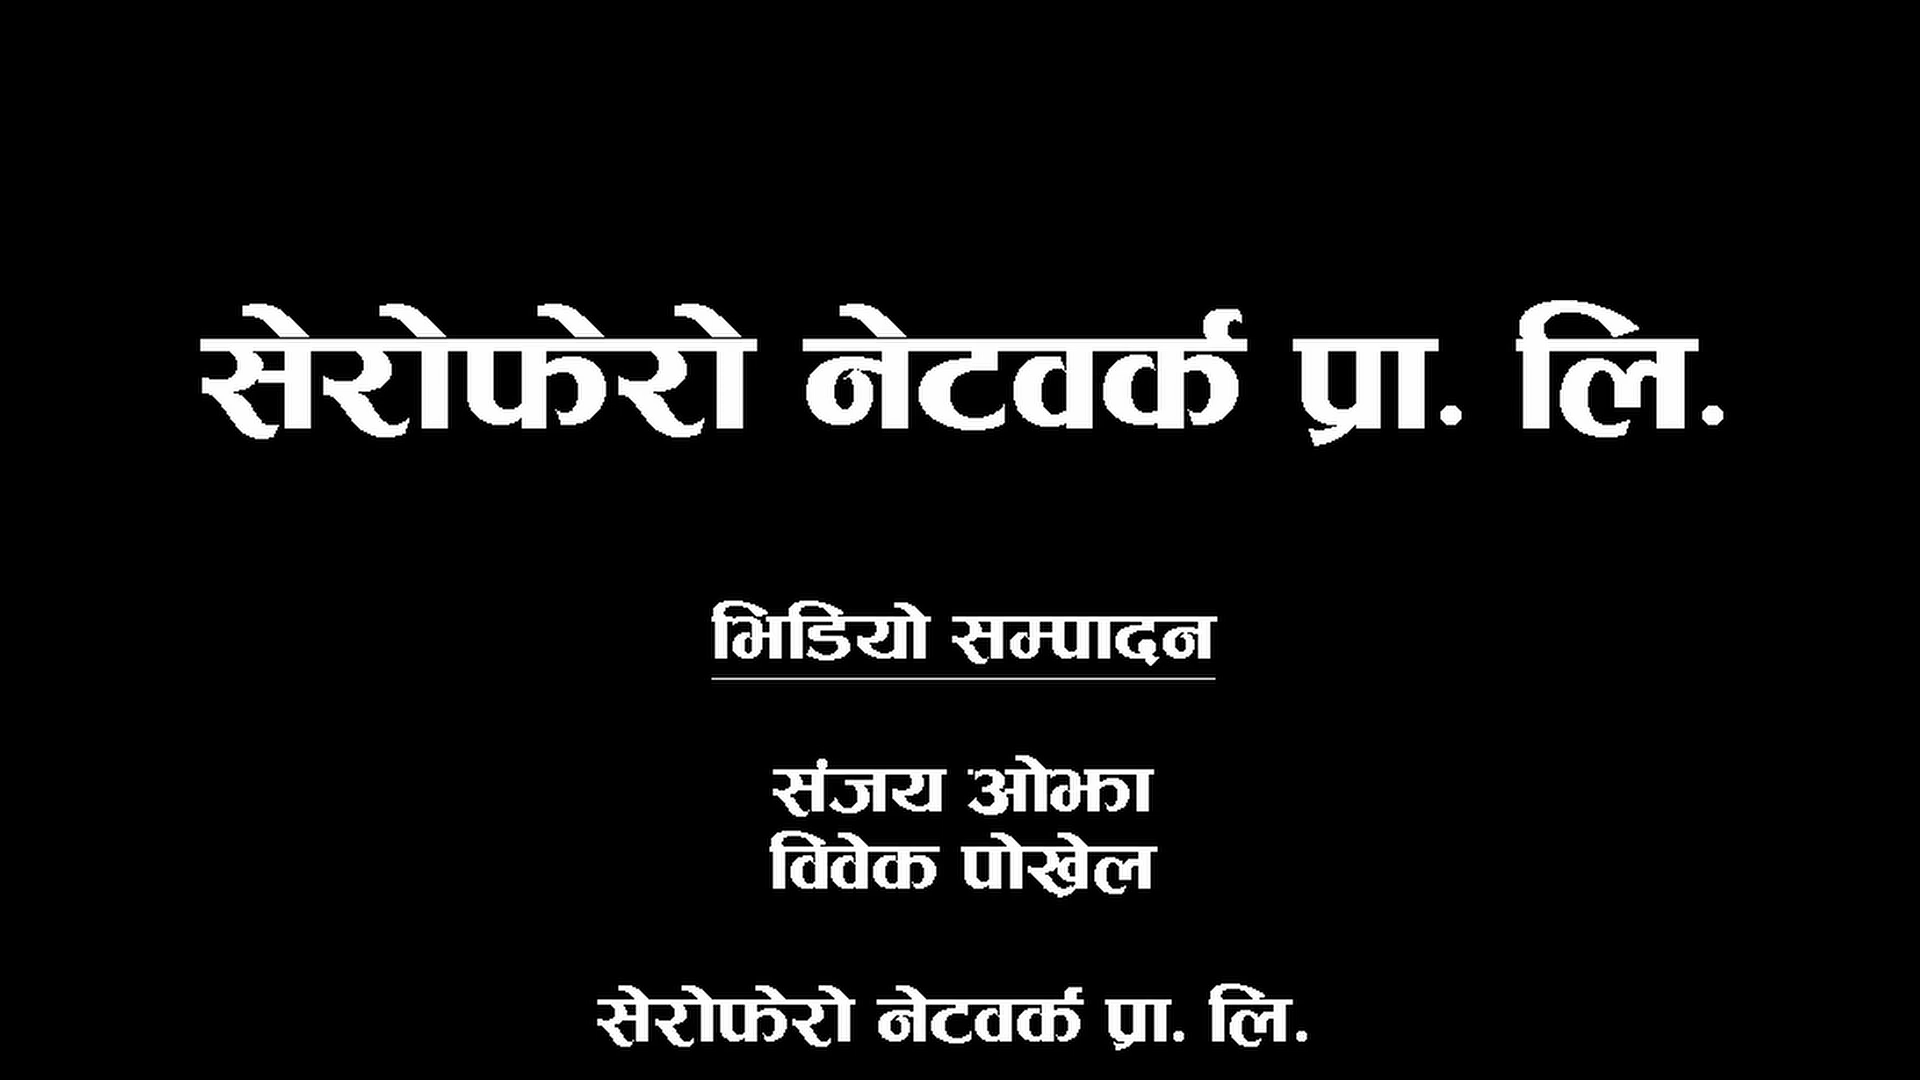 सेरोफेरो नेटवर्क प्रा. लि.
भिडियो सम्पादन
संजय ओझा
विवेक पोखेल
सेरोफेरो नेटवर्क प्रा. लि.